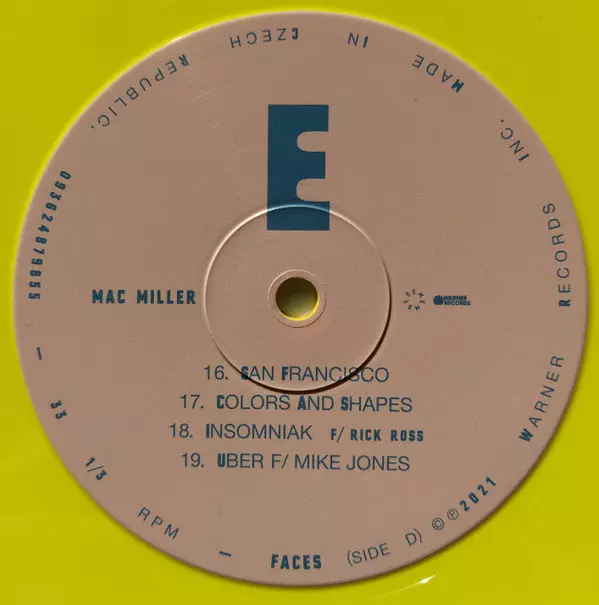 E
MAC MILLER
WARNER RECORDS
16. SAN FRANCISCO
17. COLORS AND SHAPES
18. INSOMNIAK F/ RICK ROSS
19. UBER F/ MIKE JONES
093624879855 — 33 1/3 RPM — FACES (SIDE D) ©℗2021 WARNER RECORDS INC. MADE IN CZECH REPUBLIC.